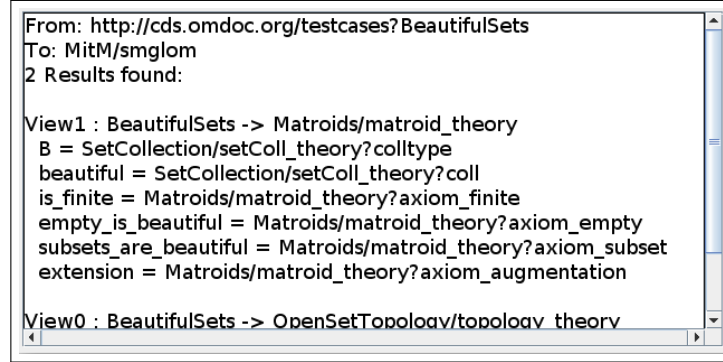 From: http://cds.omdoc.org/testcases?BeautifulSets
To: MitM/smglom
2 Results found:
View1 : BeautifulSets -> Matroids/matroid_theory
B = SetCollection/setColl_theory?colltype
beautiful = SetCollection/setColl_theory?coll
is_finite = Matroids/matroid_theory?axiom_finite
empty_is_beautiful = Matroids/matroid_theory?axiom_empty
subsets_are_beautiful = Matroids/matroid_theory?axiom_subset
extension = Matroids/matroid_theory?axiom_augmentation
View0 : BeautifulSets -> OpenSetTopology/topology_theory